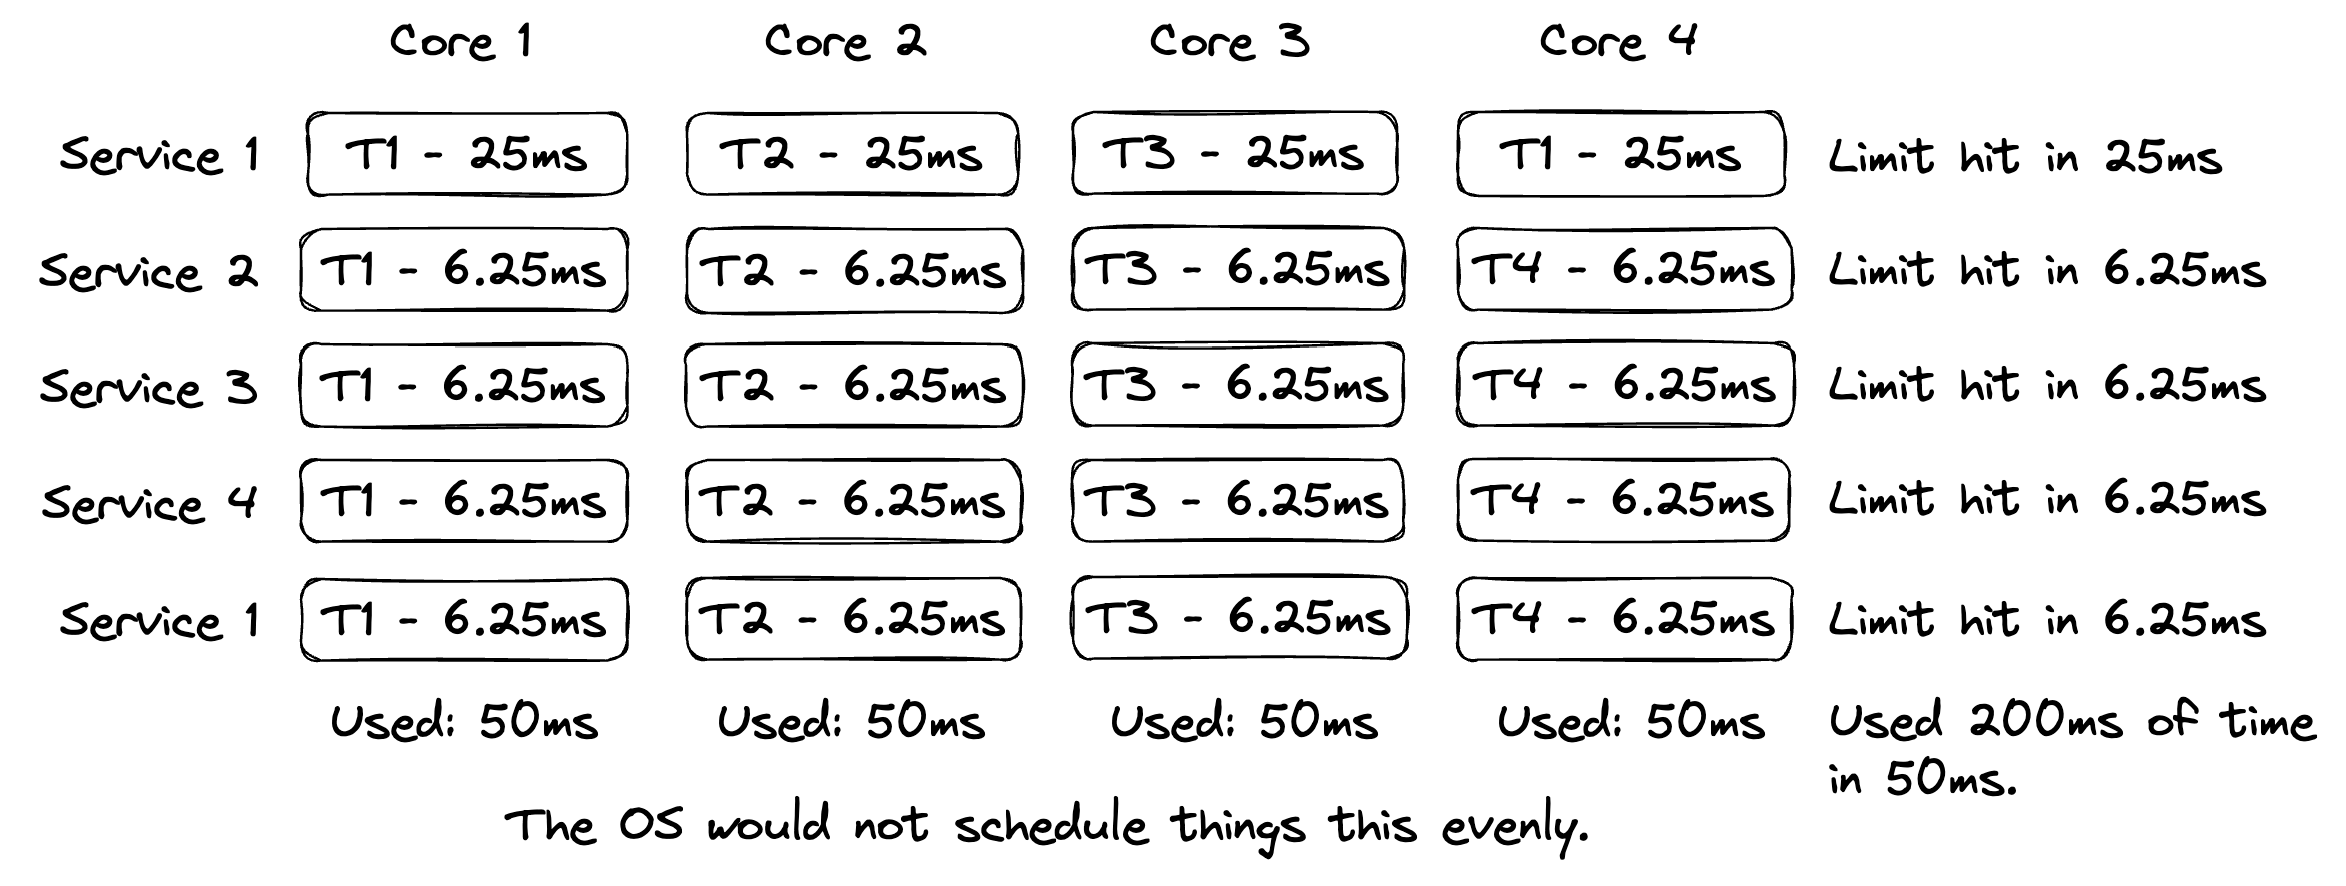 Core 1 Core 2 Core 3 Core 4
Service 1 T1 - 25ms T2 - 25ms T3 - 25ms T1 - 25ms Limit hit in 25ms
Service 2 T1 - 6.25ms T2 - 6.25ms T3 - 6.25ms T4 - 6.25ms Limit hit in 6.25ms
Service 3 T1 - 6.25ms T2 - 6.25ms T3 - 6.25ms T4 - 6.25ms Limit hit in 6.25ms
Service 4 T1 - 6.25ms T2 - 6.25ms T3 - 6.25ms T4 - 6.25ms Limit hit in 6.25ms
Service 1 T1 - 6.25ms T2 - 6.25ms T3 - 6.25ms T4 - 6.25ms Limit hit in 6.25ms
Used: 50ms Used: 50ms Used: 50ms Used: 50ms Used 200ms of time
in 50ms.
The OS would not schedule things this evenly.